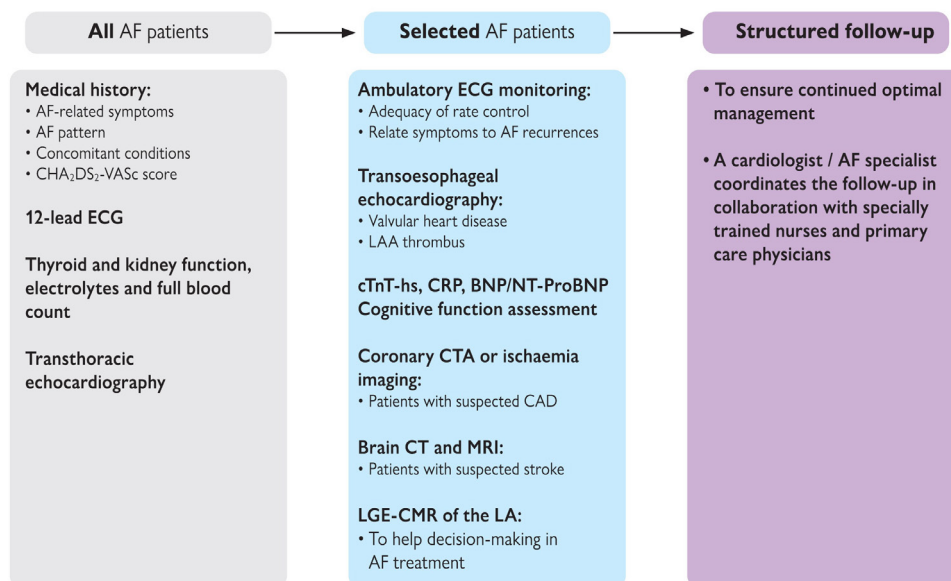 All AF patients
Selected AF patients
Structured follow-up
Medical history:
• AF-related symptoms
• AF pattern
• Concomitant conditions
• CHA₂DS₂-VASc score
12-lead ECG
Thyroid and kidney function,
electrolytes and full blood
count
Transthoracic
echocardiography
Ambulatory ECG monitoring:
• Adequacy of rate control
• Relate symptoms to AF recurrences
Transoesophageal
echocardiography:
• Valvular heart disease
• LAA thrombus
cTnT-hs, CRP, BNP/NT-ProBNP
Cognitive function assessment
Coronary CTA or ischaemia
imaging:
• Patients with suspected CAD
Brain CT and MRI:
• Patients with suspected stroke
LGE-CMR of the LA:
• To help decision-making in
AF treatment
• To ensure continued optimal
management
• A cardiologist / AF specialist
coordinates the follow-up in
collaboration with specially
trained nurses and primary
care physicians